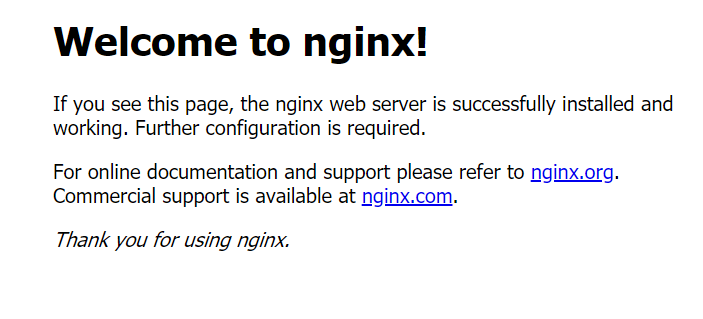 Welcome to nginx!
If you see this page, the nginx web server is successfully installed and
working. Further configuration is required.
For online documentation and support please refer to nginx.org.
Commercial support is available at nginx.com.
Thank you for using nginx.